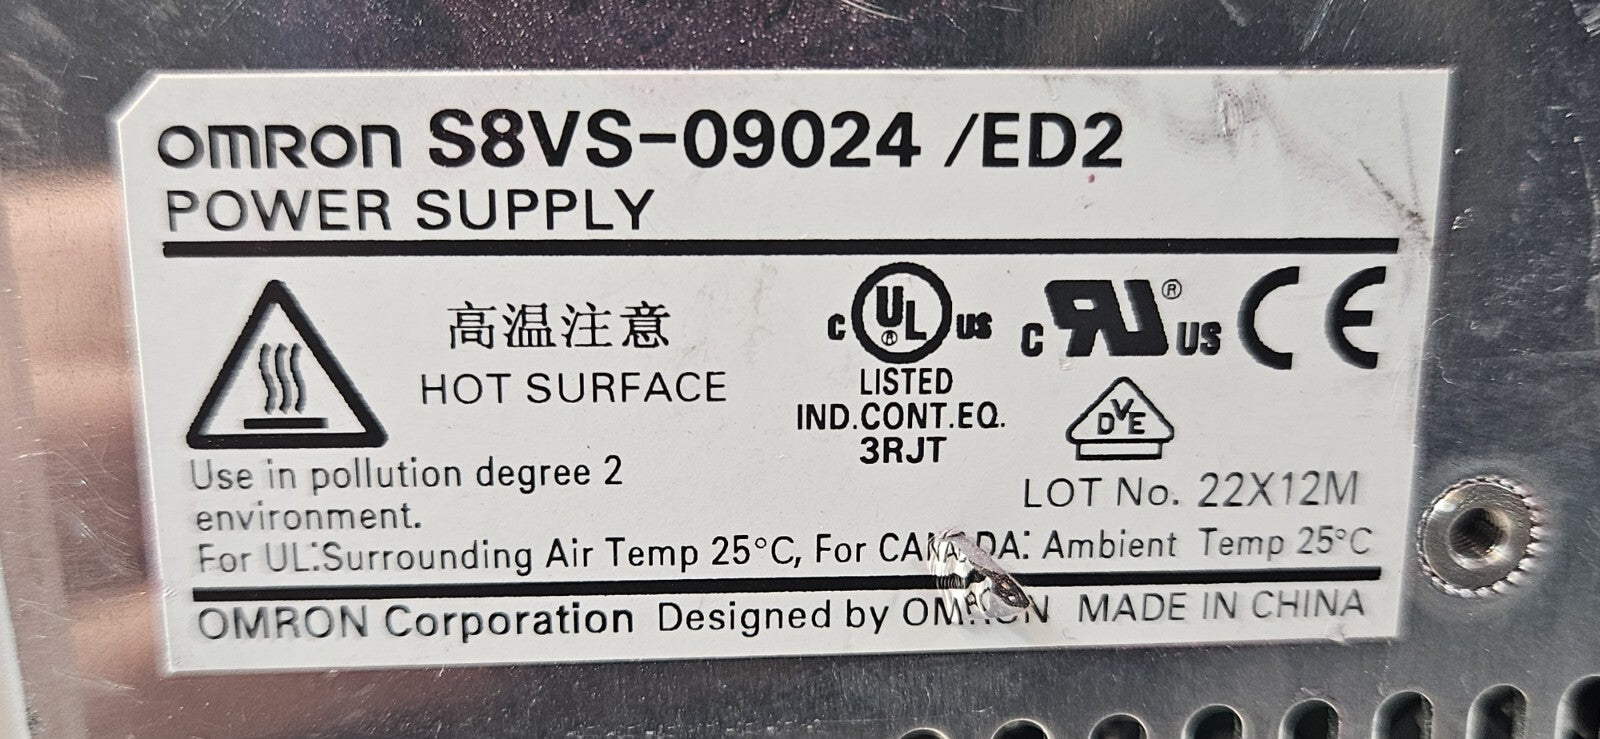 OMRON S8VS-09024 /ED2
POWER SUPPLY
高温注意
HOT SURFACE
C UL ® US
LISTED
IND.CONT.EQ.
3RJT
C RU ® US
CE
DVE
Use in pollution degree 2
environment.
LOT No. 22X12M
For UL:Surrounding Air Temp 25°C, For CANADA: Ambient Temp 25°C
OMRON Corporation Designed by OMRON MADE IN CHINA